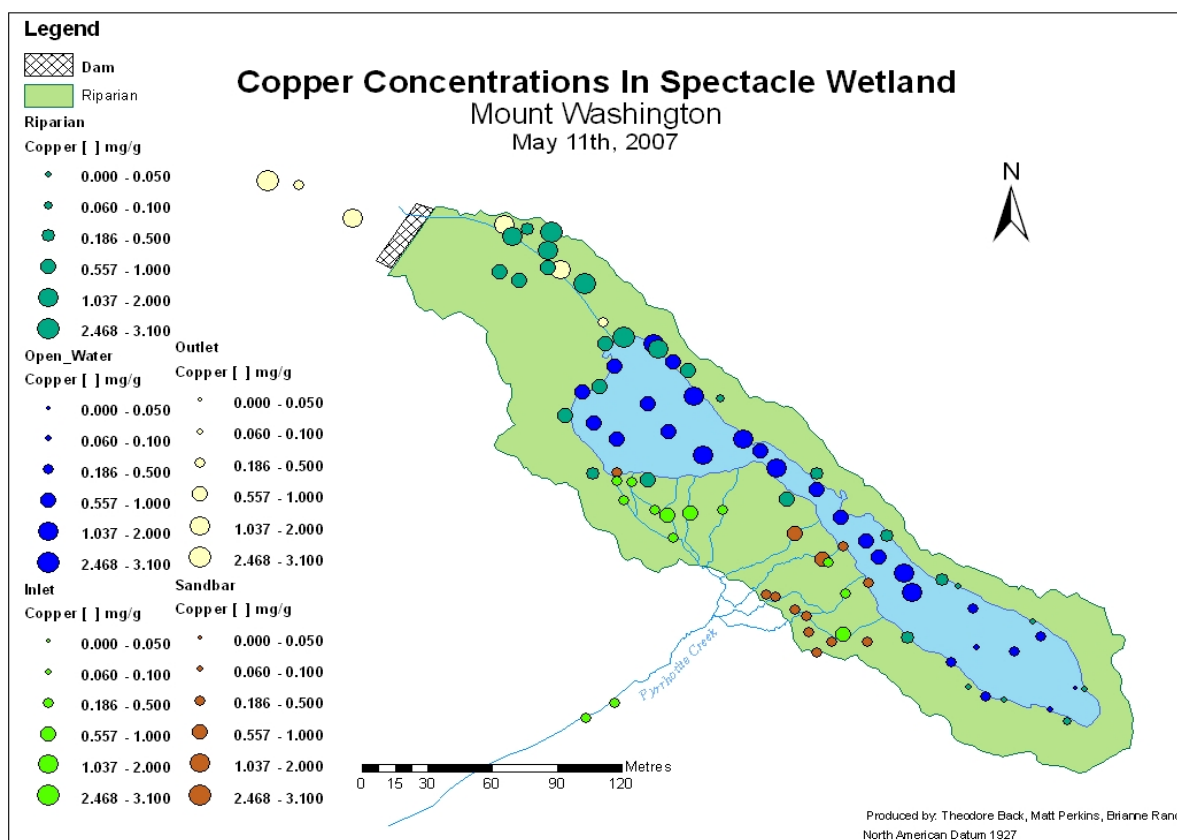 Legend
Dam
Riparian
Riparian
Copper [ ] mg/g
0.000 - 0.050
0.060 - 0.100
0.186 - 0.500
0.557 - 1.000
1.037 - 2.000
2.468 - 3.100
Open_Water
Copper [ ] mg/g
0.000 - 0.050
0.060 - 0.100
0.186 - 0.500
0.557 - 1.000
1.037 - 2.000
2.468 - 3.100
Inlet
Copper [ ] mg/g
0.000 - 0.050
0.060 - 0.100
0.186 - 0.500
0.557 - 1.000
1.037 - 2.000
2.468 - 3.100
Outlet
Copper [ ] mg/g
0.000 - 0.050
0.060 - 0.100
0.186 - 0.500
0.557 - 1.000
1.037 - 2.000
2.468 - 3.100
Sandbar
Copper [ ] mg/g
0.000 - 0.050
0.060 - 0.100
0.186 - 0.500
0.557 - 1.000
1.037 - 2.000
2.468 - 3.100
Copper Concentrations In Spectacle Wetland
Mount Washington
May 11th, 2007
N
Pyrrhotite Creek
Metres
0 15 30 60 90 120
Produced by: Theodore Back, Matt Perkins, Brianne Rand
North American Datum 1927